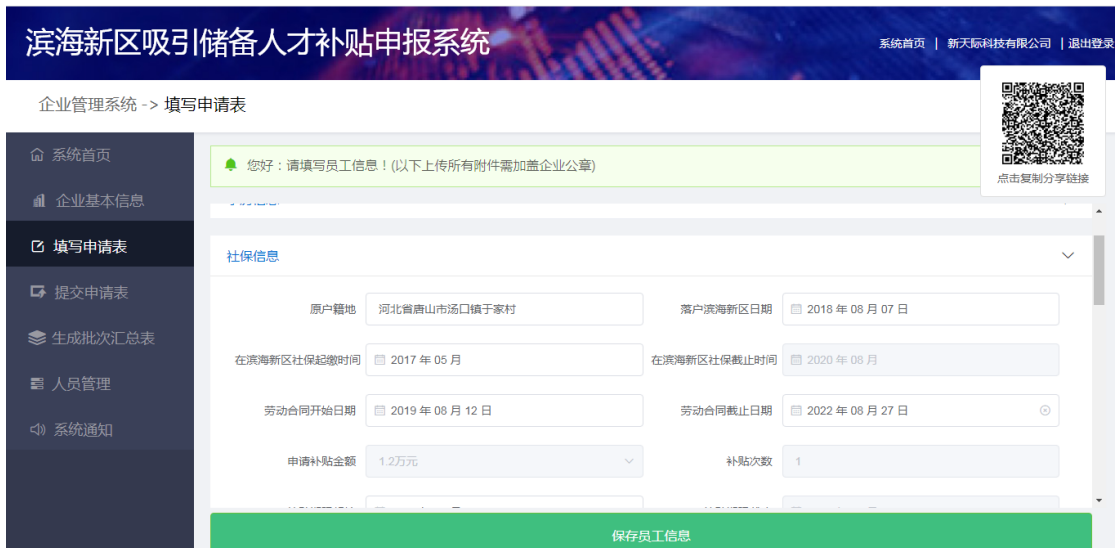 滨海新区吸引储备人才补贴申报系统
系统首页 | 新天际科技有限公司 | 退出登录
企业管理系统 -> 填写申请表
点击复制分享链接
系统首页
企业基本信息
填写申请表
提交申请表
生成批次汇总表
人员管理
系统通知
您好：请填写员工信息！(以下上传所有附件需加盖企业公章)
社保信息
原户籍地 河北省唐山市汤口镇于家村 落户滨海新区日期 2018 年 08 月 07 日
在滨海新区社保起缴时间 2017 年 05 月 在滨海新区社保截止时间 2020 年 08 月
劳动合同开始日期 2019 年 08 月 12 日 劳动合同截止日期 2022 年 08 月 27 日
申请补贴金额 1.2万元 补贴次数 1
保存员工信息